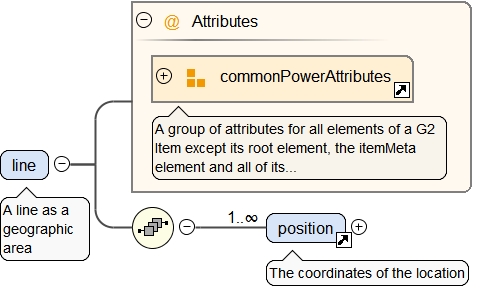 @ Attributes
commonPowerAttributes
A group of attributes for all elements of a G2
Item except its root element, the itemMeta
element and all of its...
line
A line as a
geographic
area
1..∞
position
The coordinates of the location